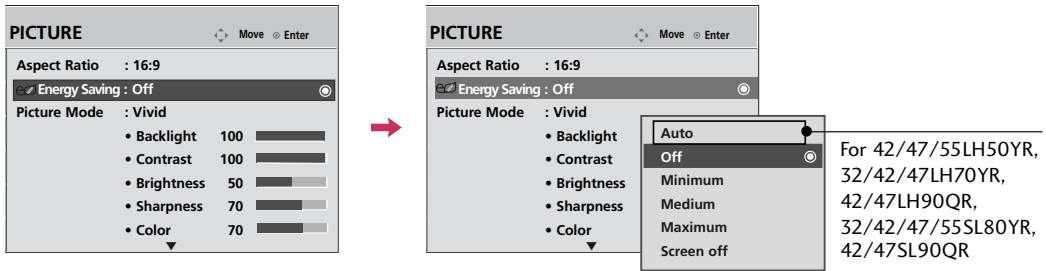 PICTURE
Move ⊙ Enter
Aspect Ratio : 16:9
eco Energy Saving : Off
Picture Mode : Vivid
• Backlight 100
• Contrast 100
• Brightness 50
• Sharpness 70
• Color 70
PICTURE
Move ⊙ Enter
Aspect Ratio : 16:9
eco Energy Saving : Off
Picture Mode : Vivid
• Backlight
• Contrast
• Brightness
• Sharpness
• Color
Auto
Off
Minimum
Medium
Maximum
Screen off
For 42/47/55LH50YR,
32/42/47LH70YR,
42/47LH90QR,
32/42/47/55SL80YR,
42/47SL90QR